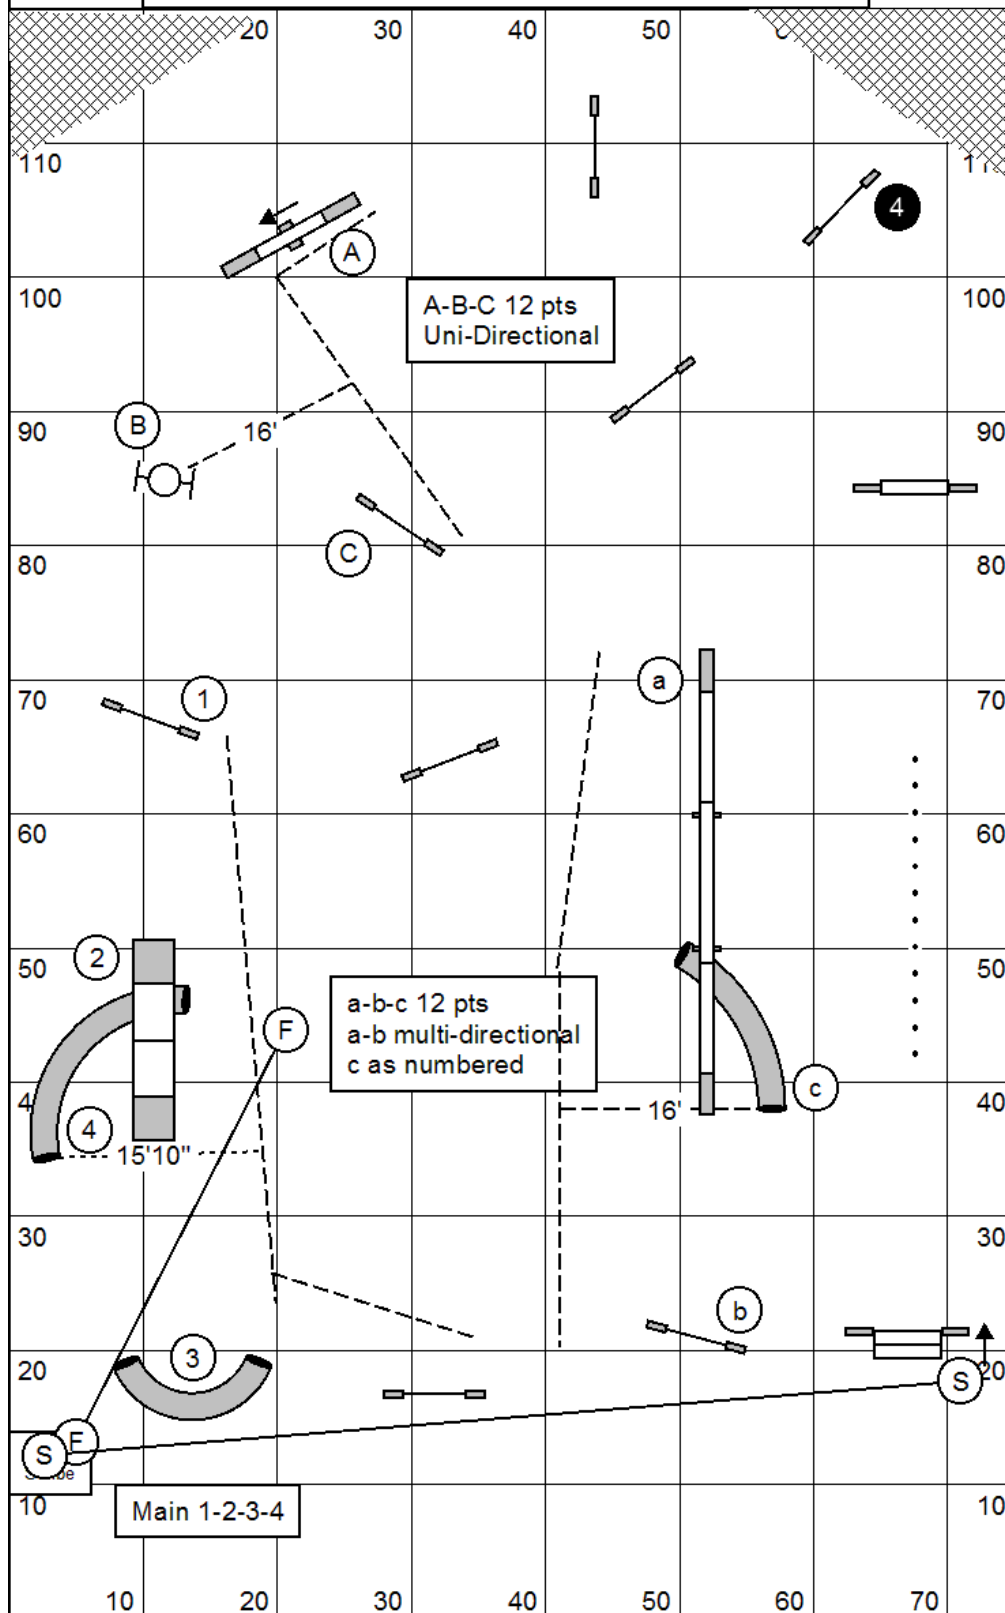 20 30 40 50
110
4
A
100 A-B-C 12 pts 100
Uni-Directional
B
90 16' 90
C
80 80
1 a
70 70
60 60
2
50 50
a-b-c 12 pts
a-b multi-directional
c as numbered
F
c
40
4 16'
15'10"
30 30
b
3
20 20
S
F
S
10 10
Main 1-2-3-4
10 20 30 40 50 60 70